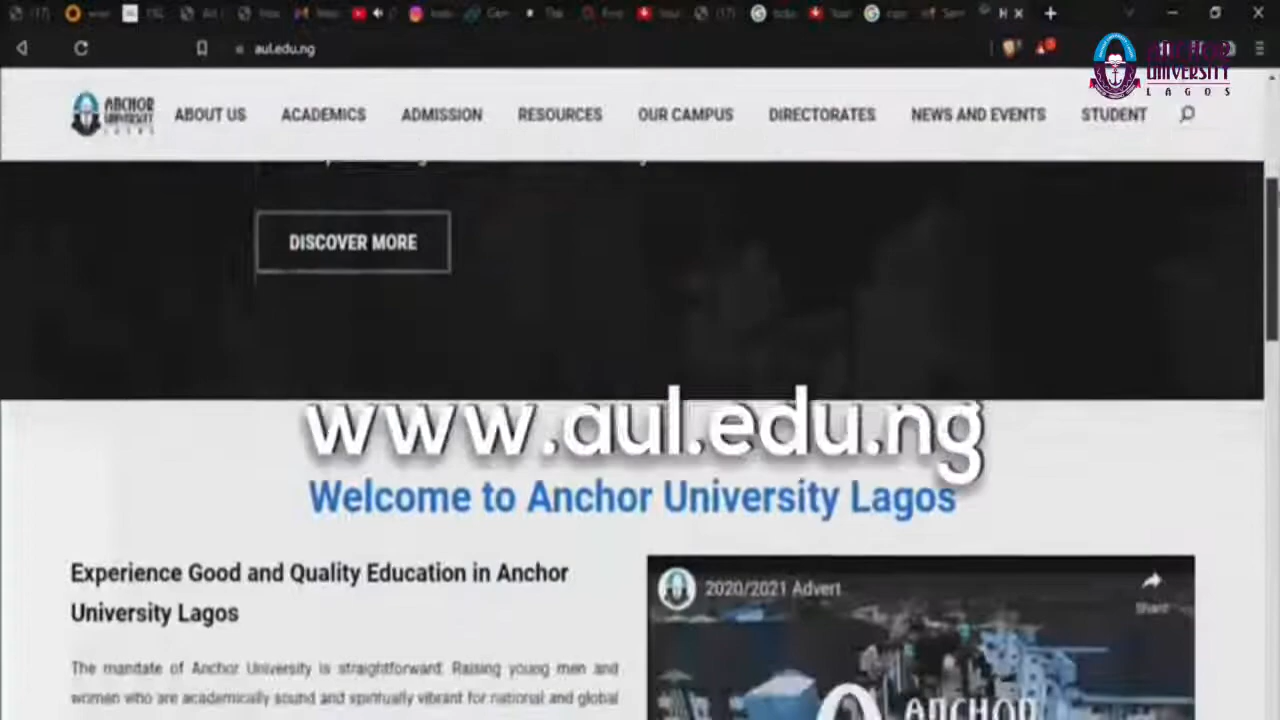 aul.edu.ng
ANCHOR
UNIVERSITY
LAGOS
ANCHOR
UNIVERSITY
LAGOS
ABOUT US ACADEMICS ADMISSION RESOURCES OUR CAMPUS DIRECTORATES NEWS AND EVENTS STUDENT
DISCOVER MORE
www.aul.edu.ng
Welcome to Anchor University Lagos
Experience Good and Quality Education in Anchor
University Lagos
The mandate of Anchor University is straightforward. Raising young men and
women who are academically sound and spiritually vibrant for national and global
2020/2021 Advert
Share
ANCHOR